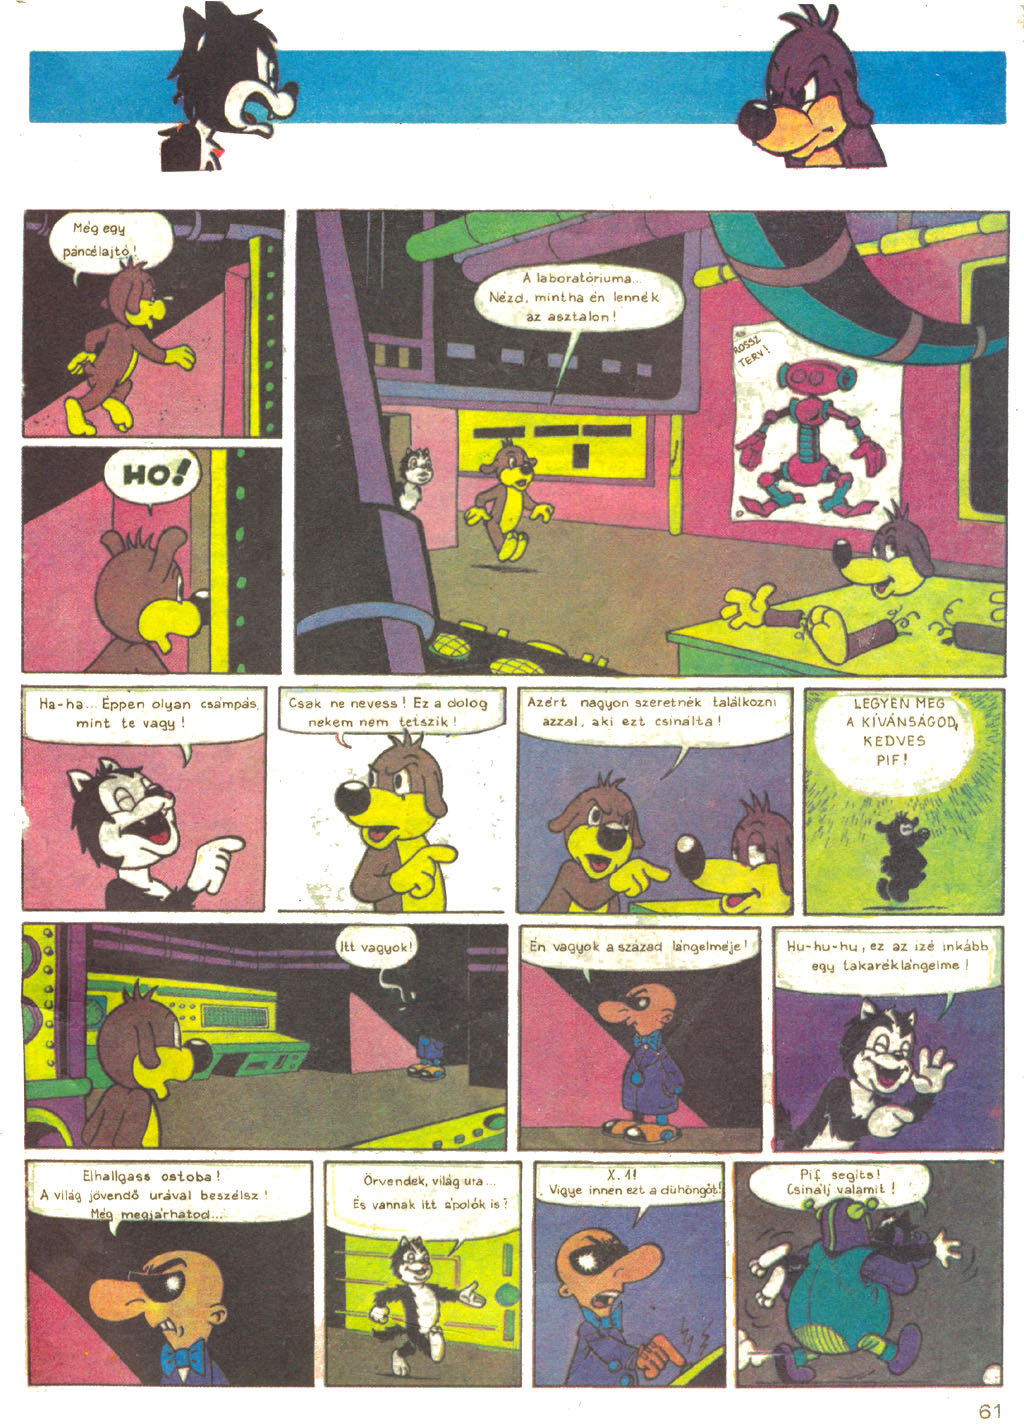 Még egy
páncélajtó!
A laboratóriuma...
Nézd, mintha én lennék
az asztalon!
ROSSZ
TERV!
HO!
Ha-ha... Éppen olyan csámpás,
mint te vagy!
Csak ne nevess! Ez a dolog
nekem nem tetszik!
Azért nagyon szeretnék találkozni
azzal, aki ezt csinálta!
LEGYEN MEG
A KÍVÁNSÁGOD,
KEDVES
PIF!
Itt vagyok!
Én vagyok a század lángelméje!
Hu-hu-hu, ez az izé inkább
egy takaréklángelme!
Elhallgass ostoba!
A világ jövendő urával beszélsz!
Még megjárhatod...
Örvendek, világ ura...
És vannak itt ápolók is?
X.1!
Vigye innen ezt a dühöngőt!
Pif segíts!
Csinálj valamit!
61